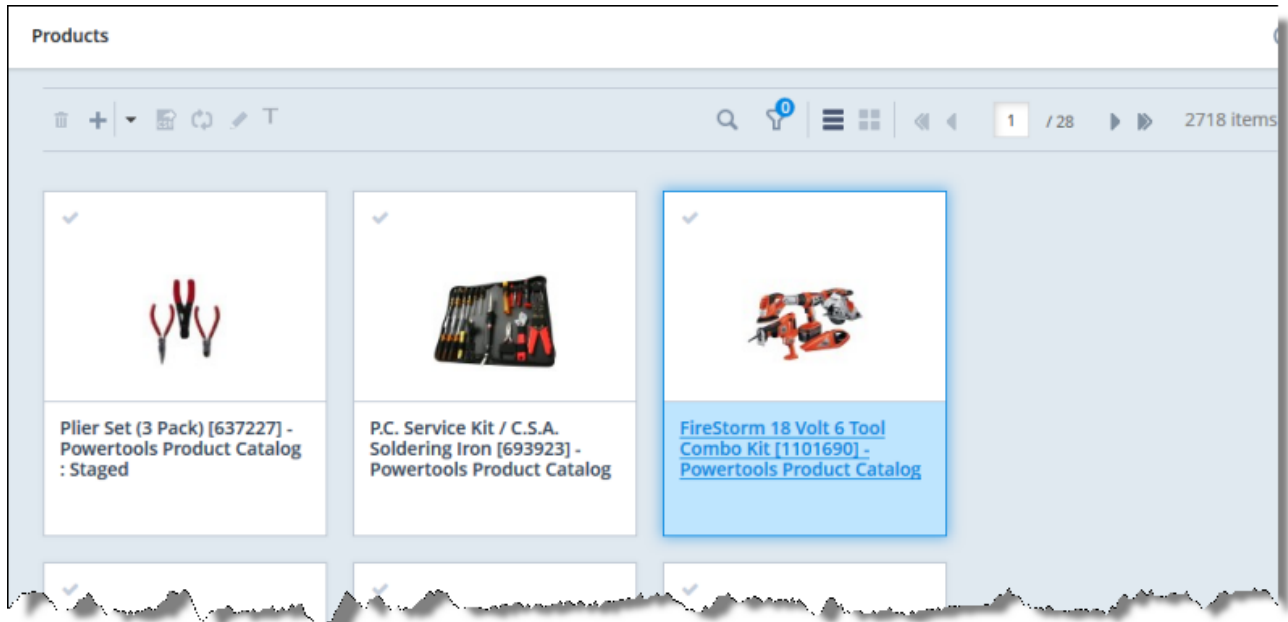 Products
0
1 / 28 2718 items
Plier Set (3 Pack) [637227] -
Powertools Product Catalog
: Staged
P.C. Service Kit / C.S.A.
Soldering Iron [693923] -
Powertools Product Catalog
FireStorm 18 Volt 6 Tool
Combo Kit [1101690] -
Powertools Product Catalog